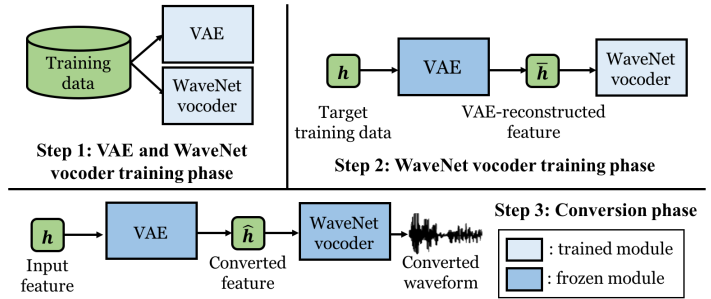 Training
data
VAE
WaveNet
vocoder
Step 1: VAE and WaveNet
vocoder training phase
h
VAE
h̅
WaveNet
vocoder
Target
training data
VAE-reconstructed
feature
Step 2: WaveNet vocoder training phase
h
VAE
ĥ
WaveNet
vocoder
Input
feature
Converted
feature
Converted
waveform
Step 3: Conversion phase
: trained module
: frozen module